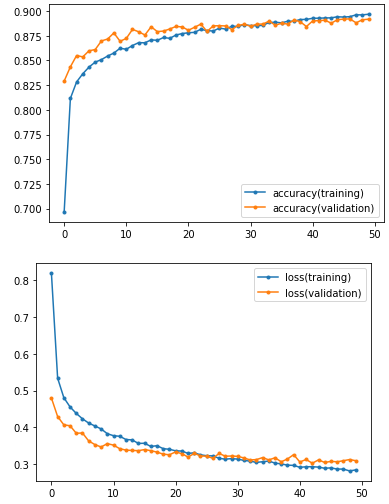 0.900
0.875
0.850
0.825
0.800
0.775
0.750
0.725
0.700
accuracy(training)
accuracy(validation)
0 10 20 30 40 50
loss(training)
loss(validation)
0.8
0.7
0.6
0.5
0.4
0.3
0 10 20 30 40 50